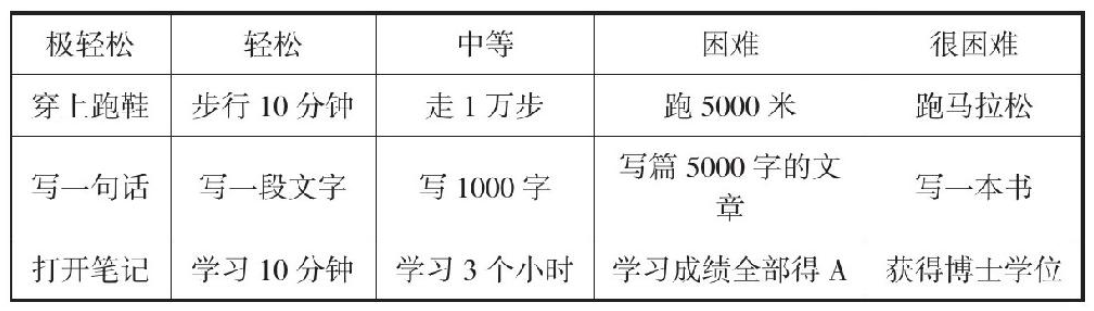 极轻松 轻松 中等 困难 很困难
穿上跑鞋 步行 10 分钟 走 1 万步 跑 5000 米 跑马拉松
写一句话 写一段文字 写 1000 字 写篇 5000 字的文章 写一本书
打开笔记 学习 10 分钟 学习 3 个小时 学习成绩全部得 A 获得博士学位